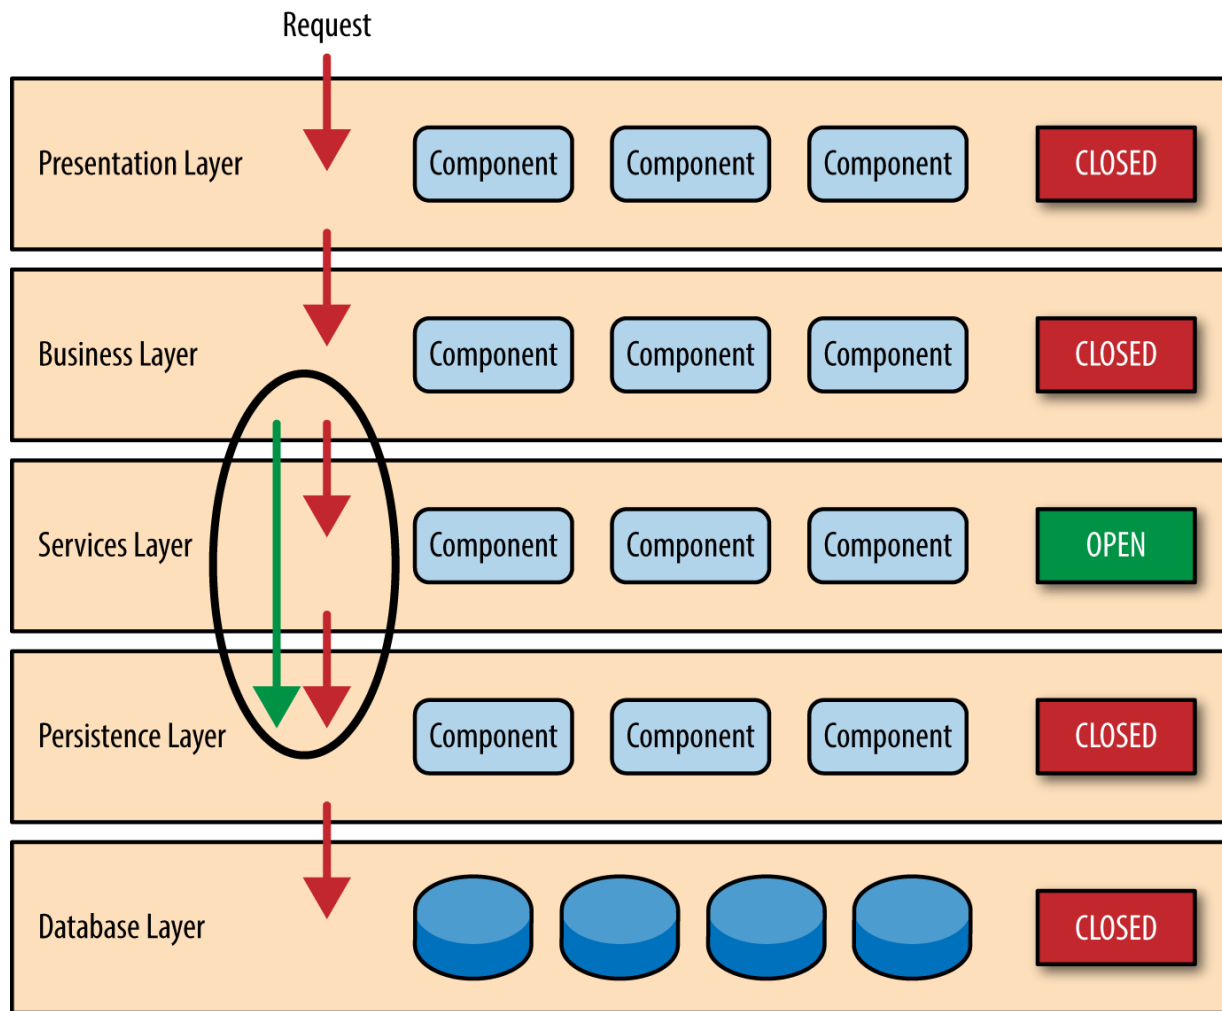 Request
Presentation Layer
Component
Component
Component
CLOSED
Business Layer
Component
Component
Component
CLOSED
Services Layer
Component
Component
Component
OPEN
Persistence Layer
Component
Component
Component
CLOSED
Database Layer
CLOSED